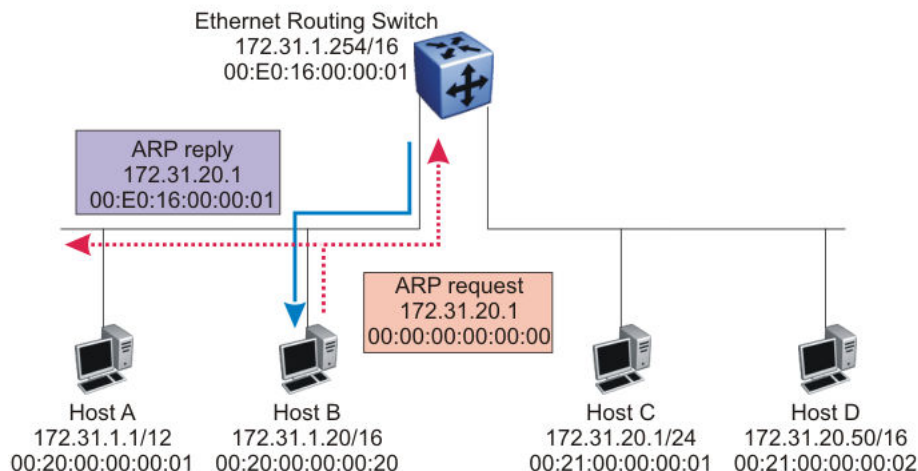 Ethernet Routing Switch
172.31.1.254/16
00:E0:16:00:00:01
ARP reply
172.31.20.1
00:E0:16:00:00:01
ARP request
172.31.20.1
00:00:00:00:00:00
Host A
172.31.1.1/12
00:20:00:00:00:01
Host B
172.31.1.20/16
00:20:00:00:00:20
Host C
172.31.20.1/24
00:21:00:00:00:01
Host D
172.31.20.50/16
00:21:00:00:00:02